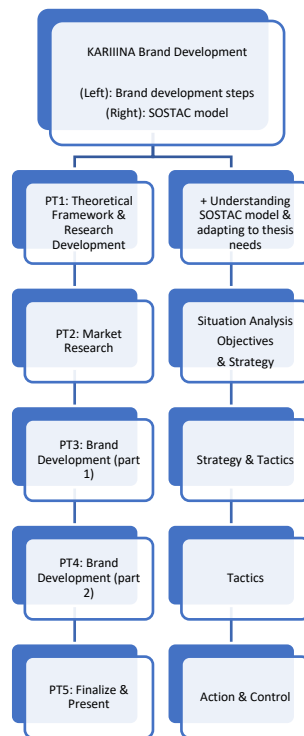 KARIIINA Brand Development
(Left): Brand development steps
(Right): SOSTAC model
PT1: Theoretical
Framework &
Research
Development
+ Understanding
SOSTAC model &
adapting to thesis
needs
PT2: Market
Research
Situation Analysis
Objectives
& Strategy
PT3: Brand
Development (part
1)
Strategy & Tactics
PT4: Brand
Development (part
2)
Tactics
PT5: Finalize &
Present
Action & Control